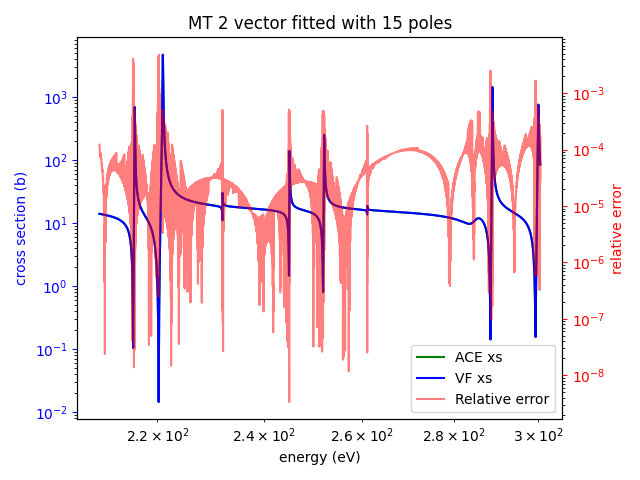 MT 2 vector fitted with 15 poles
cross section (b)
10³
10²
10¹
10⁰
10⁻¹
10⁻²
relative error
10⁻³
10⁻⁴
10⁻⁵
10⁻⁶
10⁻⁷
10⁻⁸
ACE xs
VF xs
Relative error
2.2 × 10² 2.4 × 10² 2.6 × 10² 2.8 × 10² 3 × 10²
energy (eV)